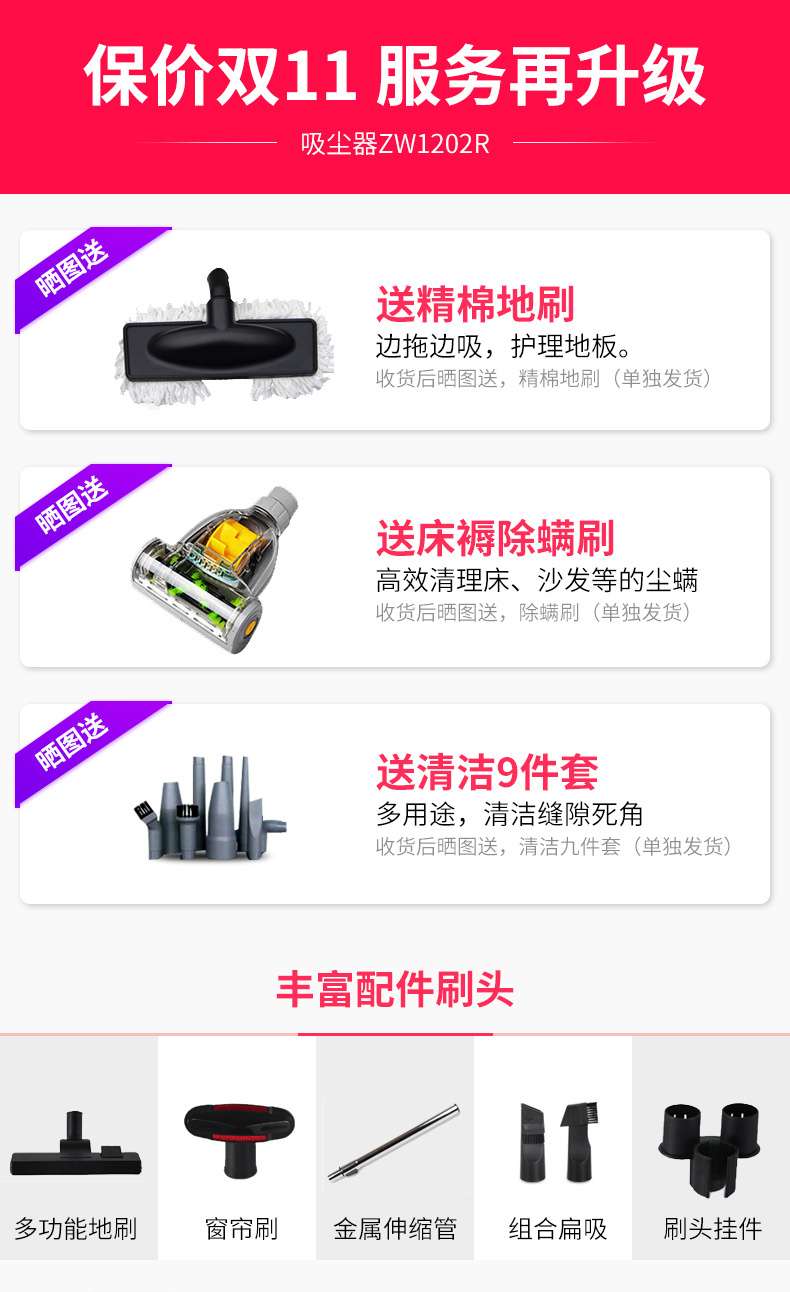 保价双11 服务再升级
吸尘器ZW1202R
晒图送
送精棉地刷
边拖边吸，护理地板。
收货后晒图送，精棉地刷（单独发货）
晒图送
送床褥除螨刷
高效清理床、沙发等的尘螨
收货后晒图送，除螨刷（单独发货）
晒图送
送清洁9件套
多用途，清洁缝隙死角
收货后晒图送，清洁九件套（单独发货）
丰富配件刷头
多功能地刷
窗帘刷
金属伸缩管
组合扁吸
刷头挂件